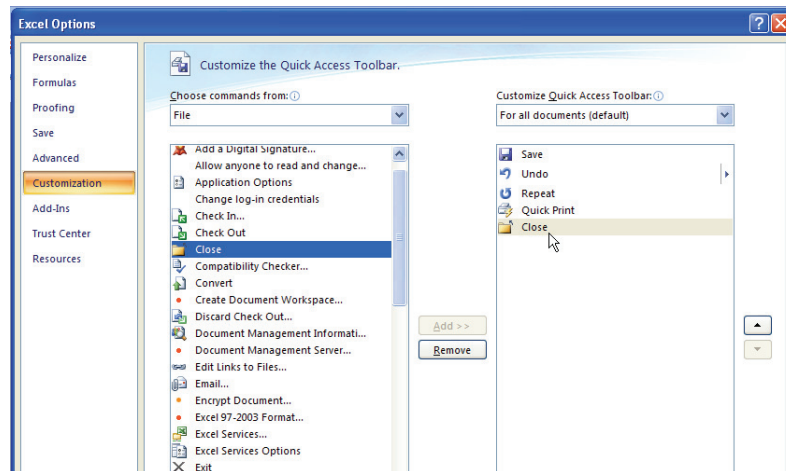 Excel Options
Personalize
Formulas
Proofing
Save
Advanced
Customization
Add-Ins
Trust Center
Resources
Customize the Quick Access Toolbar.
Choose commands from:
File
Add a Digital Signature...
Allow anyone to read and change...
Application Options
Change log-in credentials
Check In...
Check Out
Close
Compatibility Checker...
Convert
Create Document Workspace...
Discard Check Out...
Document Management Informati...
Document Management Server...
Edit Links to Files...
Email...
Encrypt Document...
Excel 97-2003 Format...
Excel Services...
Excel Services Options
Exit
Add >>
Remove
Customize Quick Access Toolbar:
For all documents (default)
Save
Undo
Repeat
Quick Print
Close